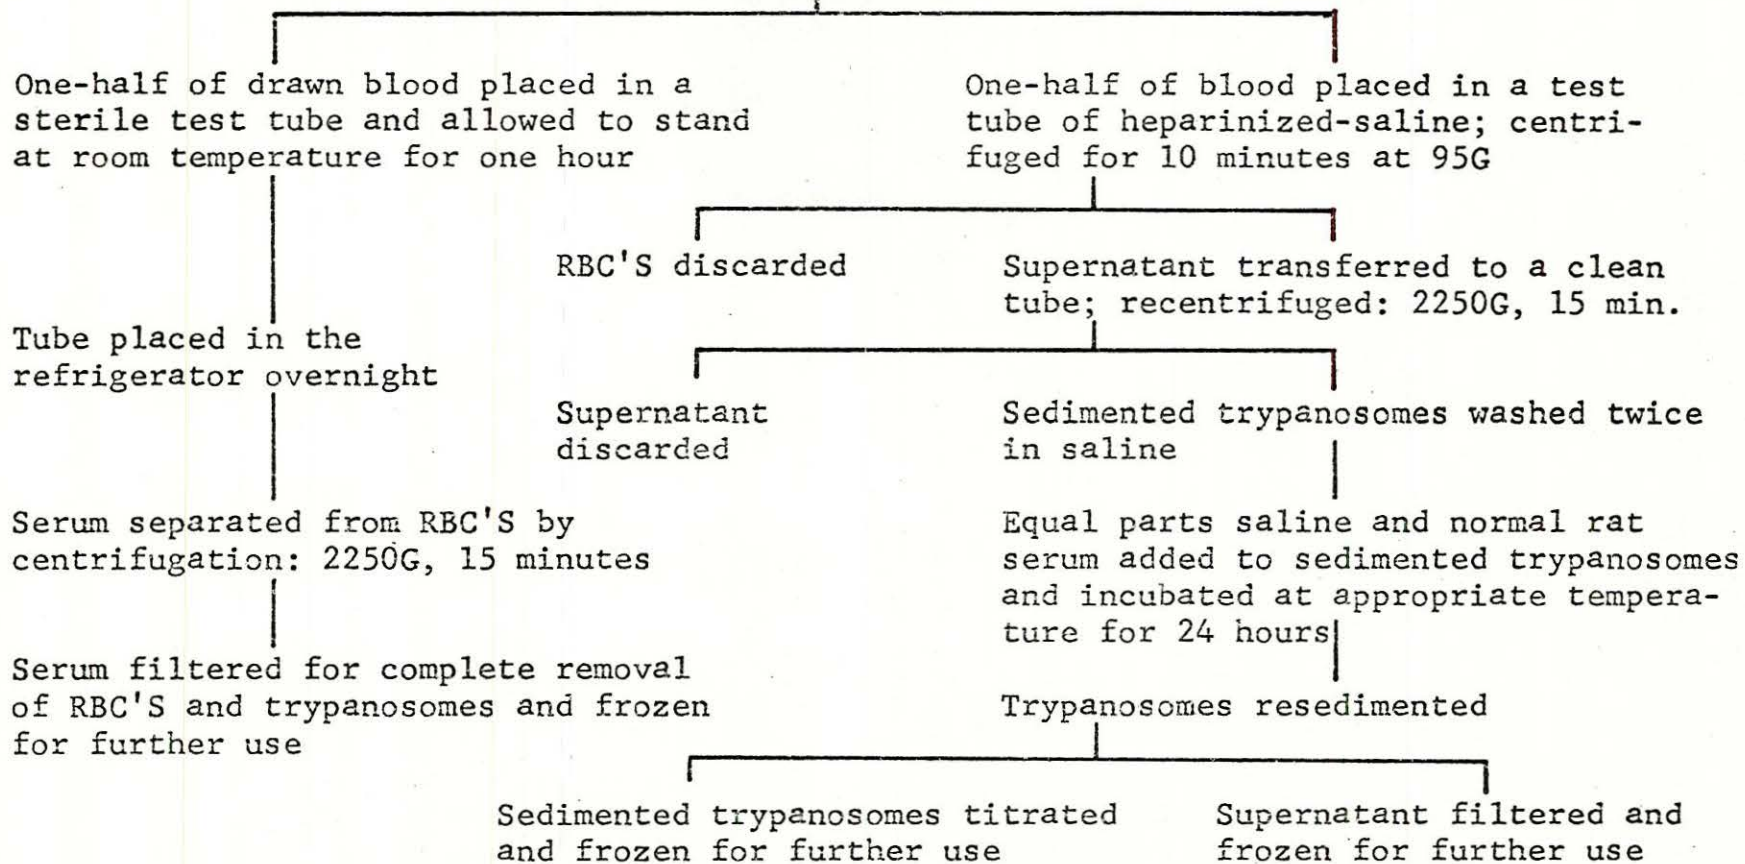 One-half of drawn blood placed in a
sterile test tube and allowed to stand
at room temperature for one hour
One-half of blood placed in a test
tube of heparinized-saline; centri-
fuged for 10 minutes at 95G
RBC'S discarded
Supernatant transferred to a clean
tube; recentrifuged: 2250G, 15 min.
Tube placed in the
refrigerator overnight
Supernatant
discarded
Sedimented trypanosomes washed twice
in saline
Serum separated from RBC'S by
centrifugation: 2250G, 15 minutes
Equal parts saline and normal rat
serum added to sedimented trypanosomes
and incubated at appropriate tempera-
ture for 24 hours
Serum filtered for complete removal
of RBC'S and trypanosomes and frozen
for further use
Trypanosomes resedimented
Sedimented trypanosomes titrated
and frozen for further use
Supernatant filtered and
frozen for further use